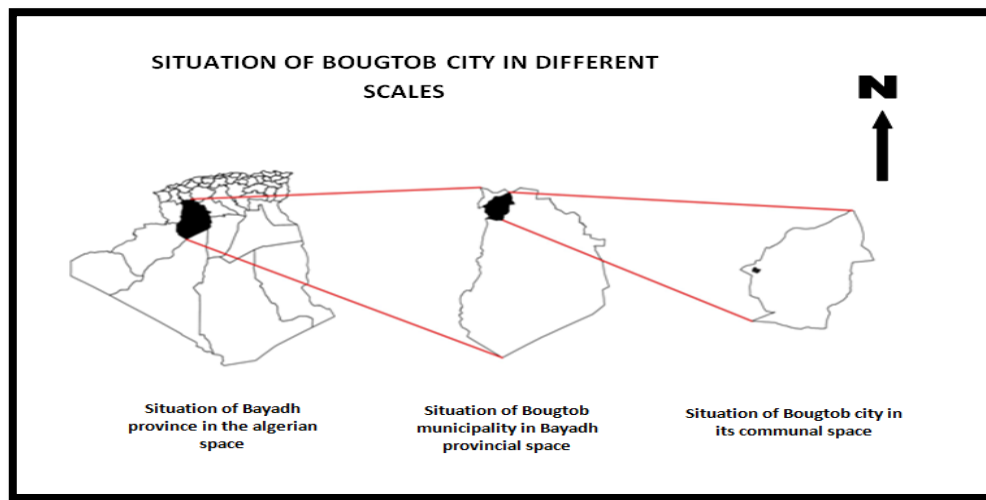 SITUATION OF BOUGTOB CITY IN DIFFERENT
SCALES
N
Situation of Bayadh
province in the algerian
space
Situation of Bougtob
municipality in Bayadh
provincial space
Situation of Bougtob city in
its communal space